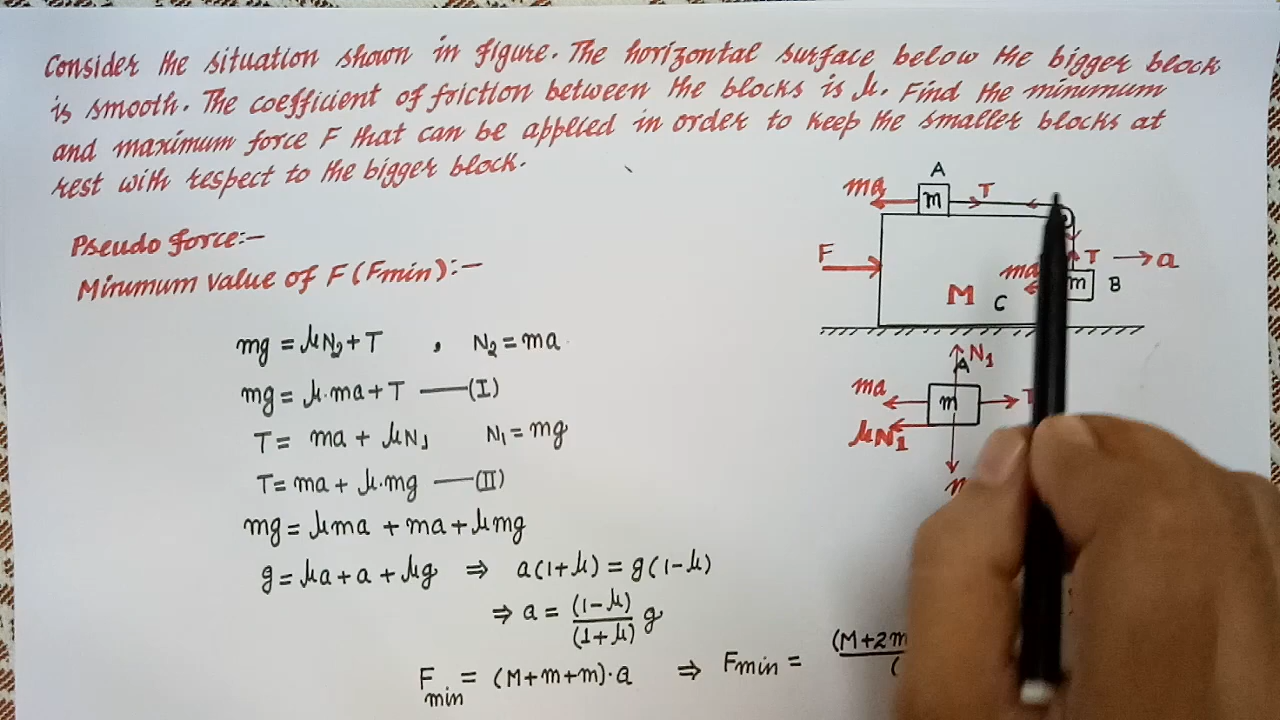 Consider the situation shown in figure. The horizontal surface below the bigger block
is smooth. The coefficient of friction between the blocks is μ. Find the minimum
and maximum force F that can be applied in order to keep the smaller blocks at
rest with respect to the bigger block.
Pseudo force:-
Minimum value of F (Fmin):-
mg = μN₂ + T , N₂ = ma
mg = μ·ma + T —(I)
T = ma + μN₁ N₁ = mg
T = ma + μ·mg —(II)
mg = μma + ma + μmg
g = μa + a + μg ⇒ a(1+μ) = g(1-μ)
⇒ a = (1-μ)/(1+μ) g
F min = (M+m+m)·a ⇒ Fmin = (M+2m
(
A
ma m T
F T → a
ma m B
M C
N₁
A
ma m
μN₁